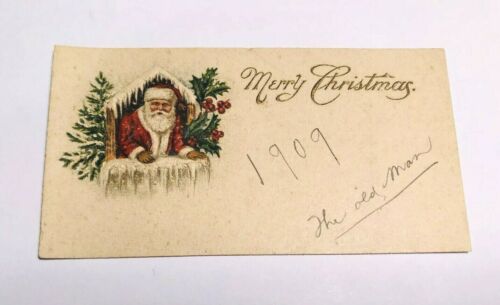 Merry Christmas.
1909
The old man